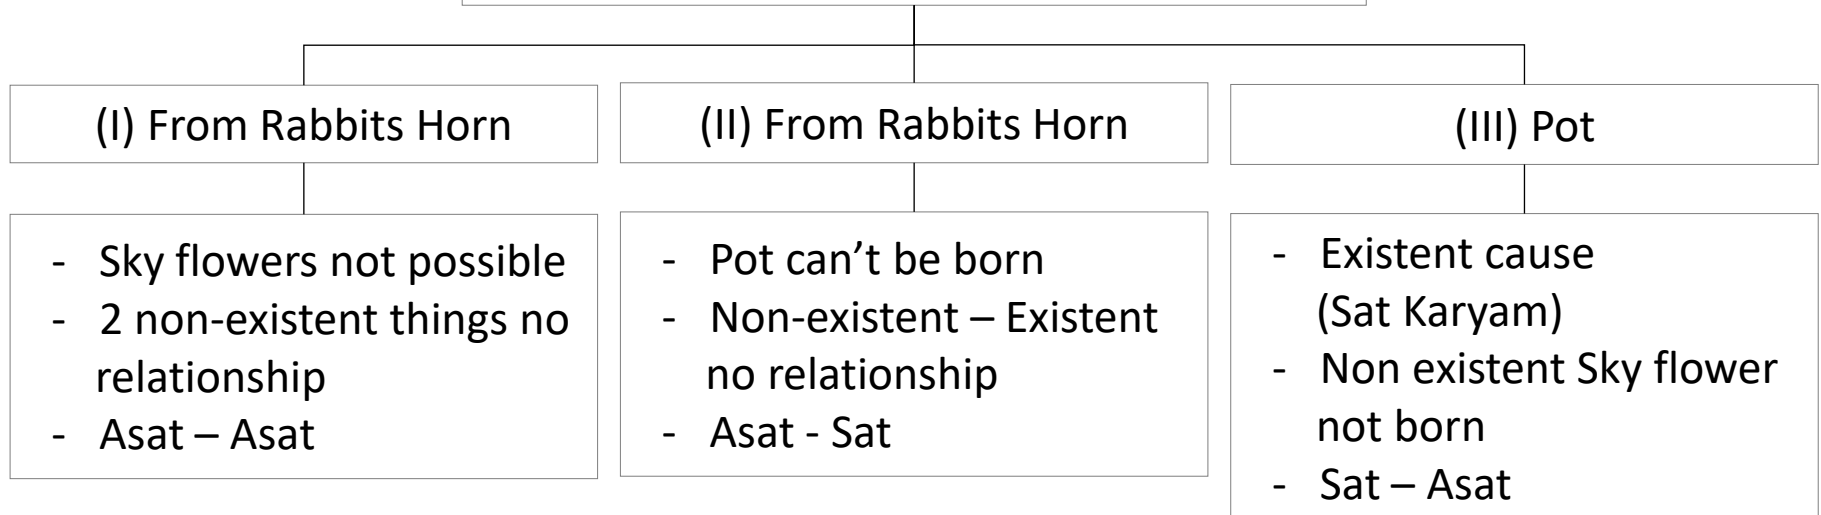 (I) From Rabbits Horn
- Sky flowers not possible
- 2 non-existent things no
relationship
- Asat – Asat
(II) From Rabbits Horn
- Pot can’t be born
- Non-existent – Existent
no relationship
- Asat - Sat
(III) Pot
- Existent cause
(Sat Karyam)
- Non existent Sky flower
not born
- Sat – Asat